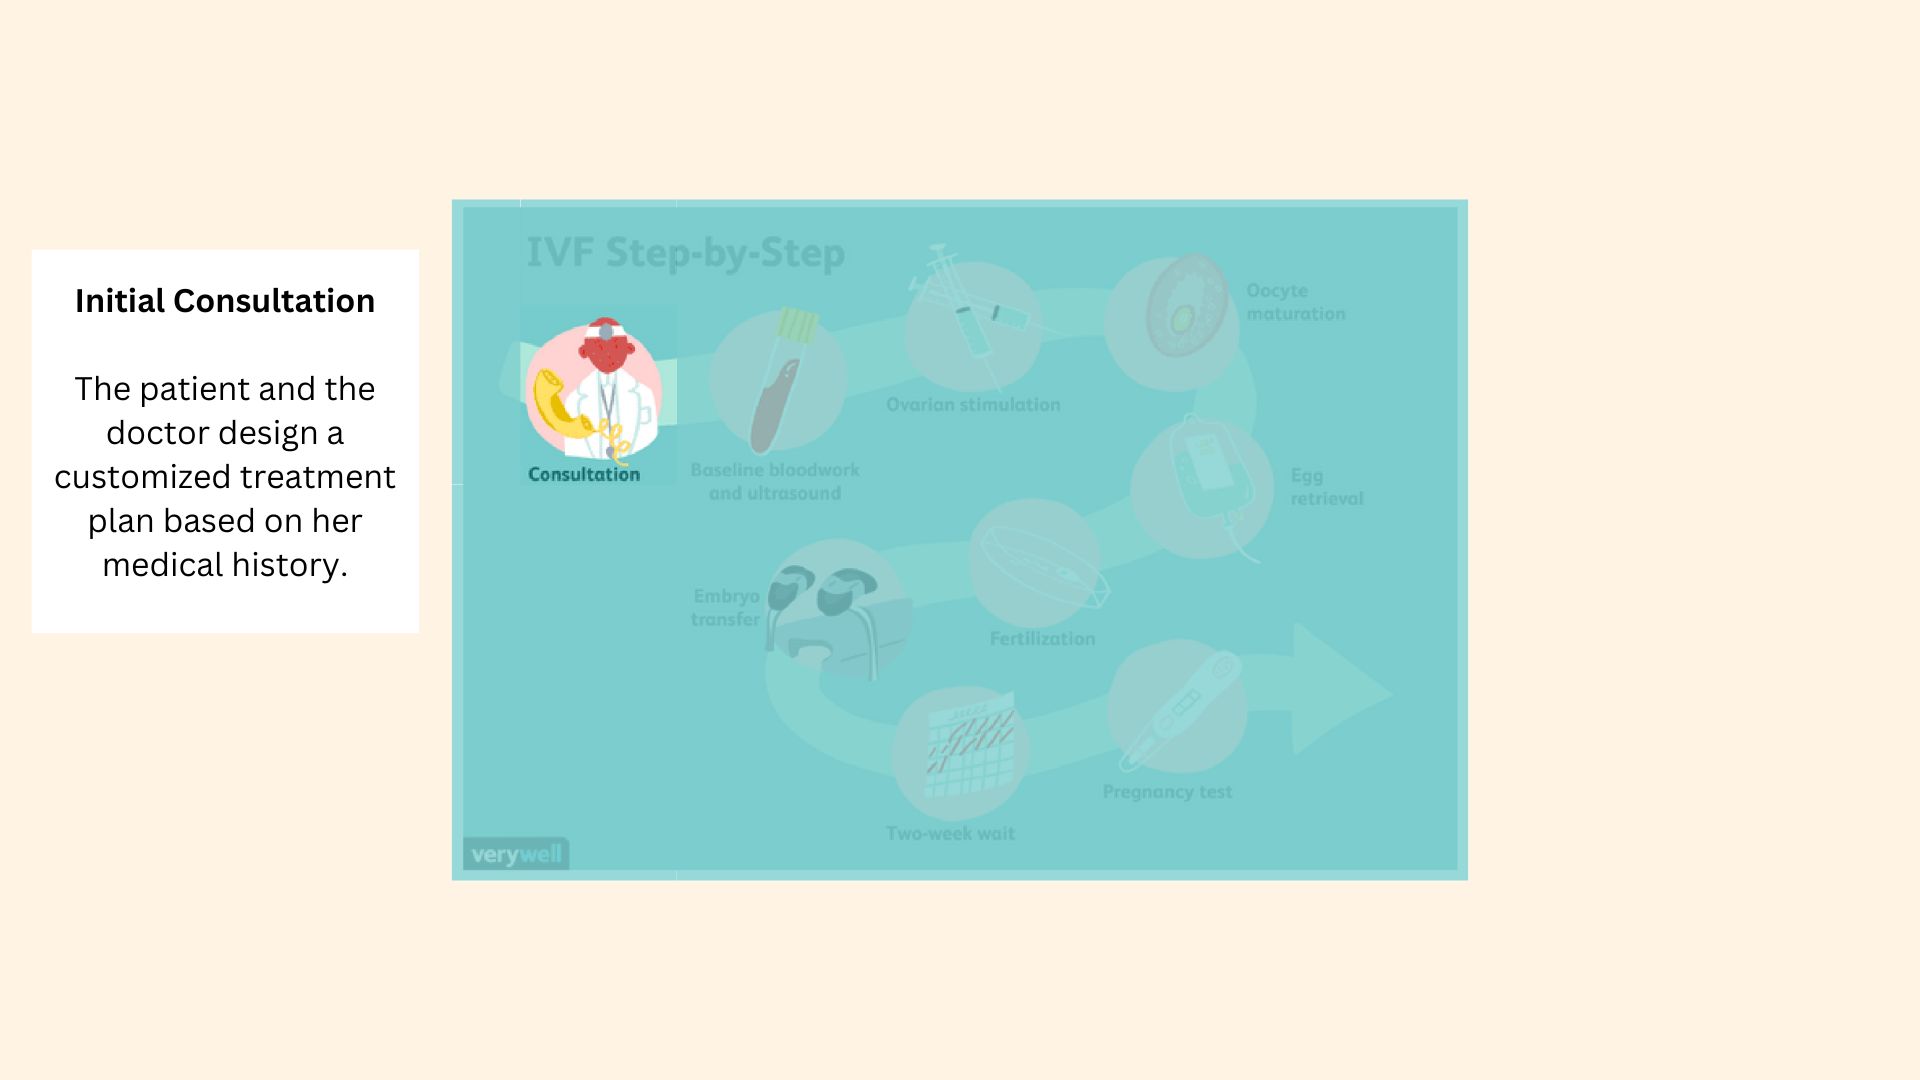 Initial Consultation
The patient and the
doctor design a
customized treatment
plan based on her
medical history.
IVF Step-by-Step
Consultation
Baseline bloodwork
and ultrasound
Ovarian stimulation
Oocyte
maturation
Egg
retrieval
Fertilization
Embryo
transfer
Two-week wait
Pregnancy test
verywell